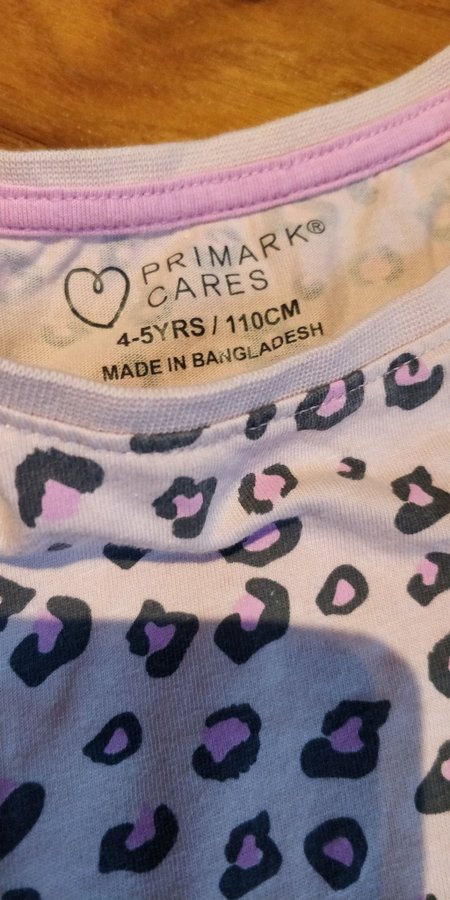 PRIMARK®
CARES
4-5YRS / 110CM
MADE IN BANGLADESH